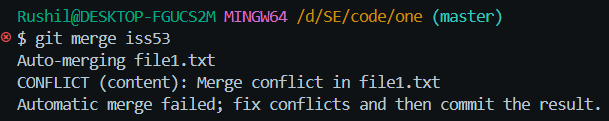 Rushil@DESKTOP-FGUCS2M MINGW64 /d/SE/code/one (master)
$ git merge iss53
Auto-merging file1.txt
CONFLICT (content): Merge conflict in file1.txt
Automatic merge failed; fix conflicts and then commit the result.